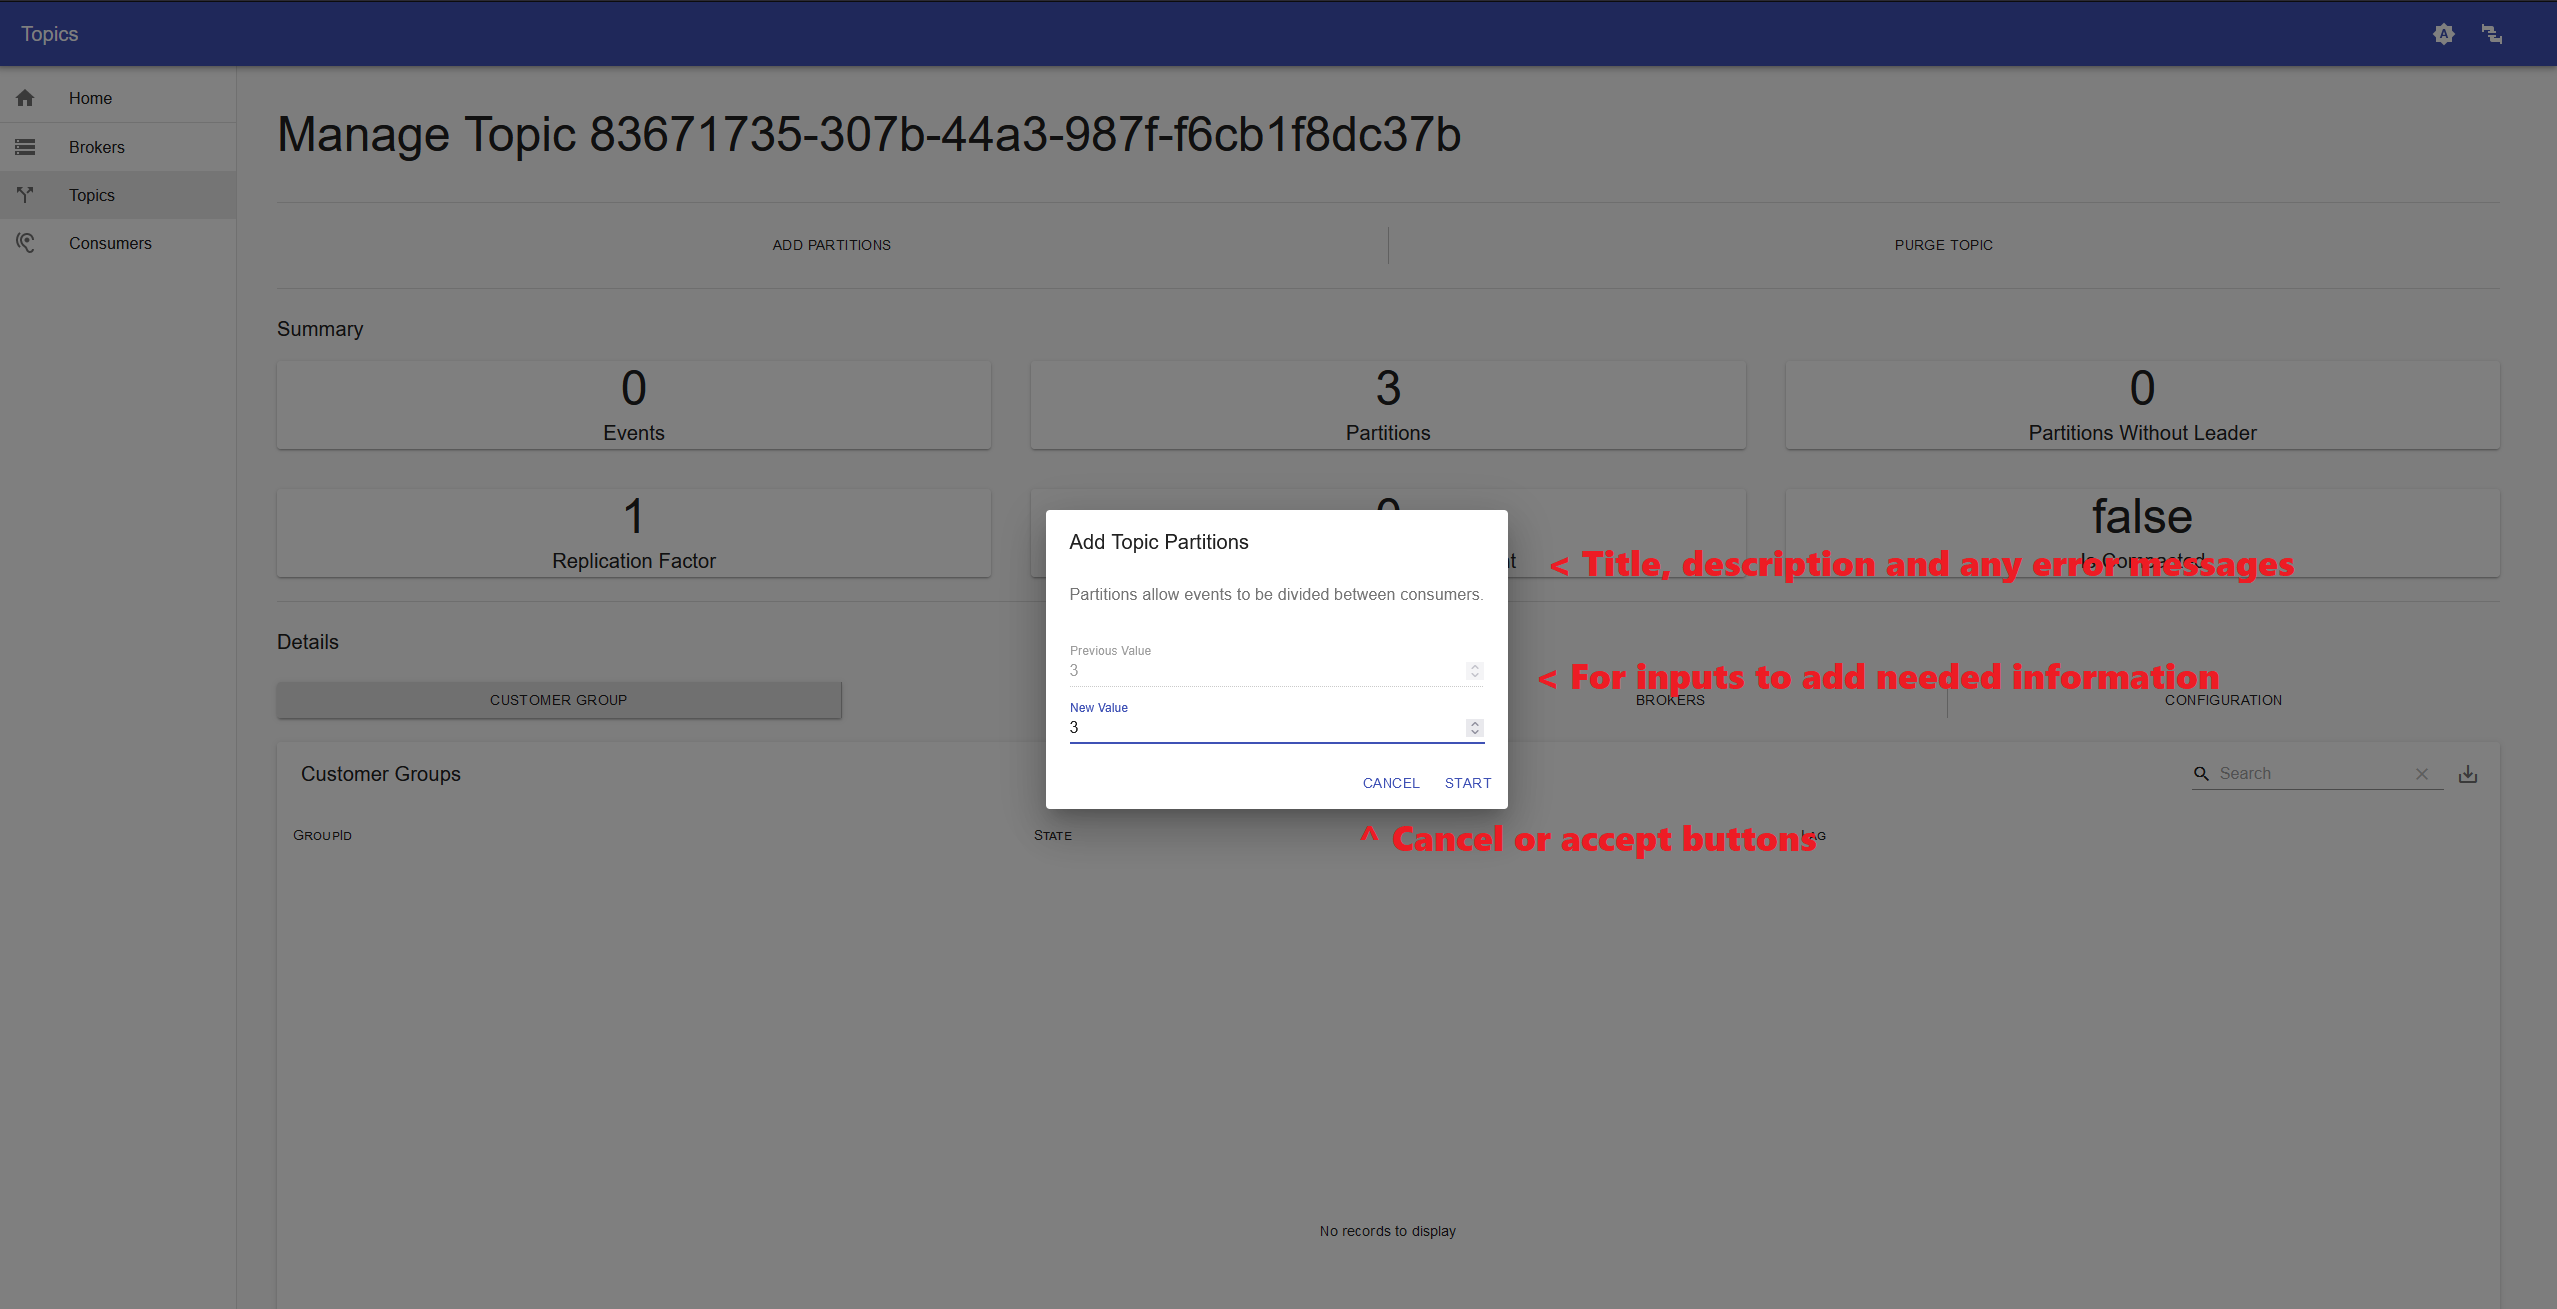 Topics
Home
Brokers
Topics
Consumers
Manage Topic 83671735-307b-44a3-987f-f6cb1f8dc37b
ADD PARTITIONS
PURGE TOPIC
Summary
0
Events
3
Partitions
0
Partitions Without Leader
1
Replication Factor
0
false
Is Compacted
Add Topic Partitions
< Title, description and any error messages
Partitions allow events to be divided between consumers.
Details
Previous Value
3
< For inputs to add needed information
New Value
3
CUSTOMER GROUP
BROKERS
CONFIGURATION
CANCEL
START
Customer Groups
Search
GroupId
State
Lag
^ Cancel or accept buttons
No records to display